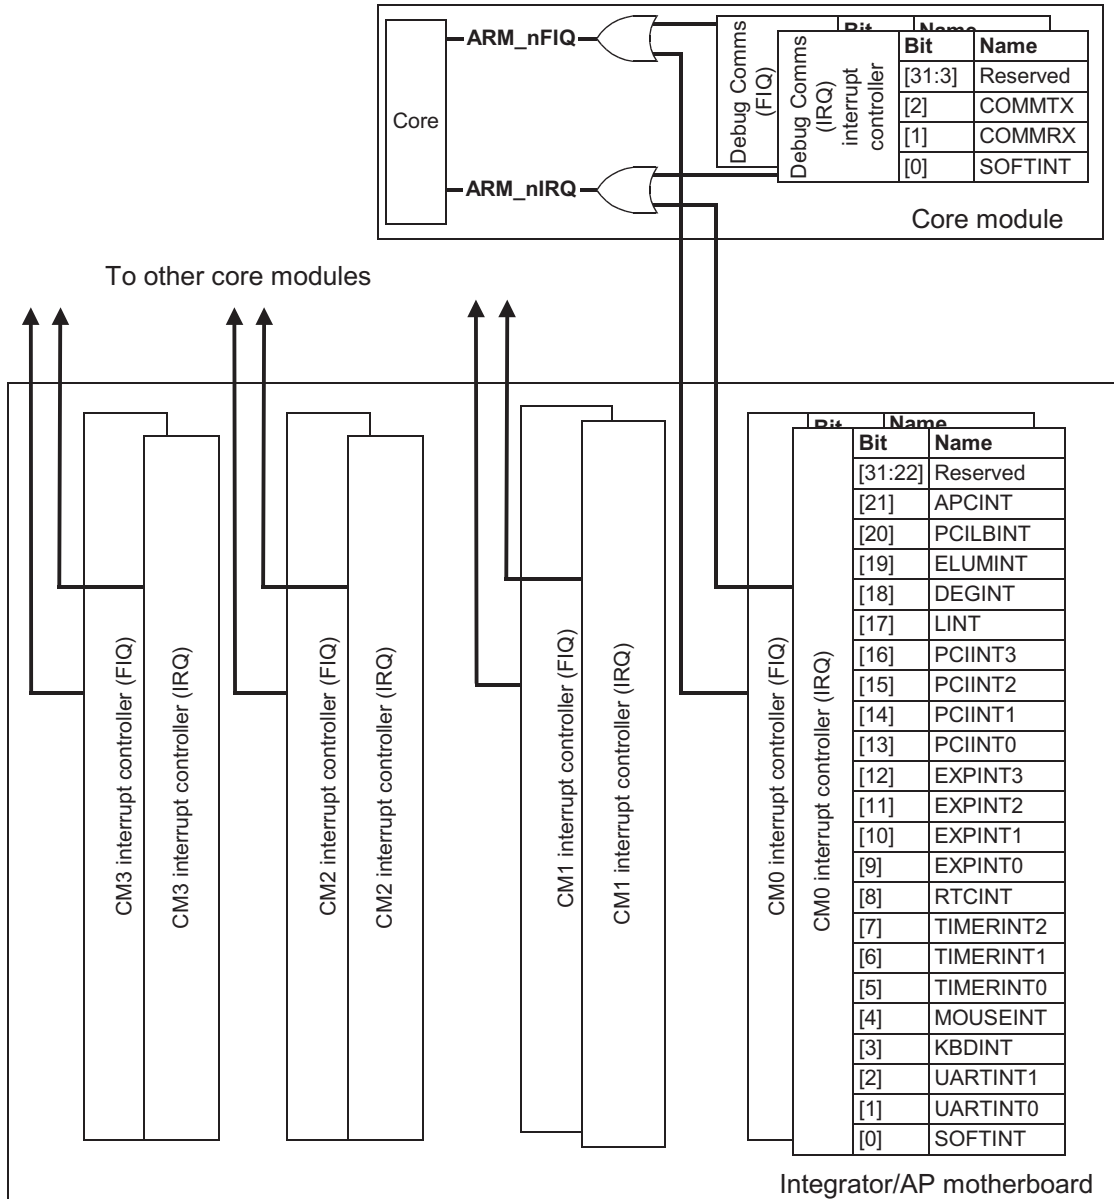 Core
ARM_nFIQ
ARM_nIRQ
Debug Comms
(FIQ)
Bit Name
Debug Comms
(IRQ)
interrupt
controller
Bit Name
[31:3] Reserved
[2] COMMTX
[1] COMMRX
[0] SOFTINT
Core module
To other core modules
CM3 interrupt controller (FIQ)
CM3 interrupt controller (IRQ)
CM2 interrupt controller (FIQ)
CM2 interrupt controller (IRQ)
CM1 interrupt controller (FIQ)
CM1 interrupt controller (IRQ)
CM0 interrupt controller (FIQ)
Bit Name
CM0 interrupt controller (IRQ)
Bit Name
[31:22] Reserved
[21] APCINT
[20] PCILBINT
[19] ELUMINT
[18] DEGINT
[17] LINT
[16] PCIINT3
[15] PCIINT2
[14] PCIINT1
[13] PCIINT0
[12] EXPINT3
[11] EXPINT2
[10] EXPINT1
[9] EXPINT0
[8] RTCINT
[7] TIMERINT2
[6] TIMERINT1
[5] TIMERINT0
[4] MOUSEINT
[3] KBDINT
[2] UARTINT1
[1] UARTINT0
[0] SOFTINT
Integrator/AP motherboard